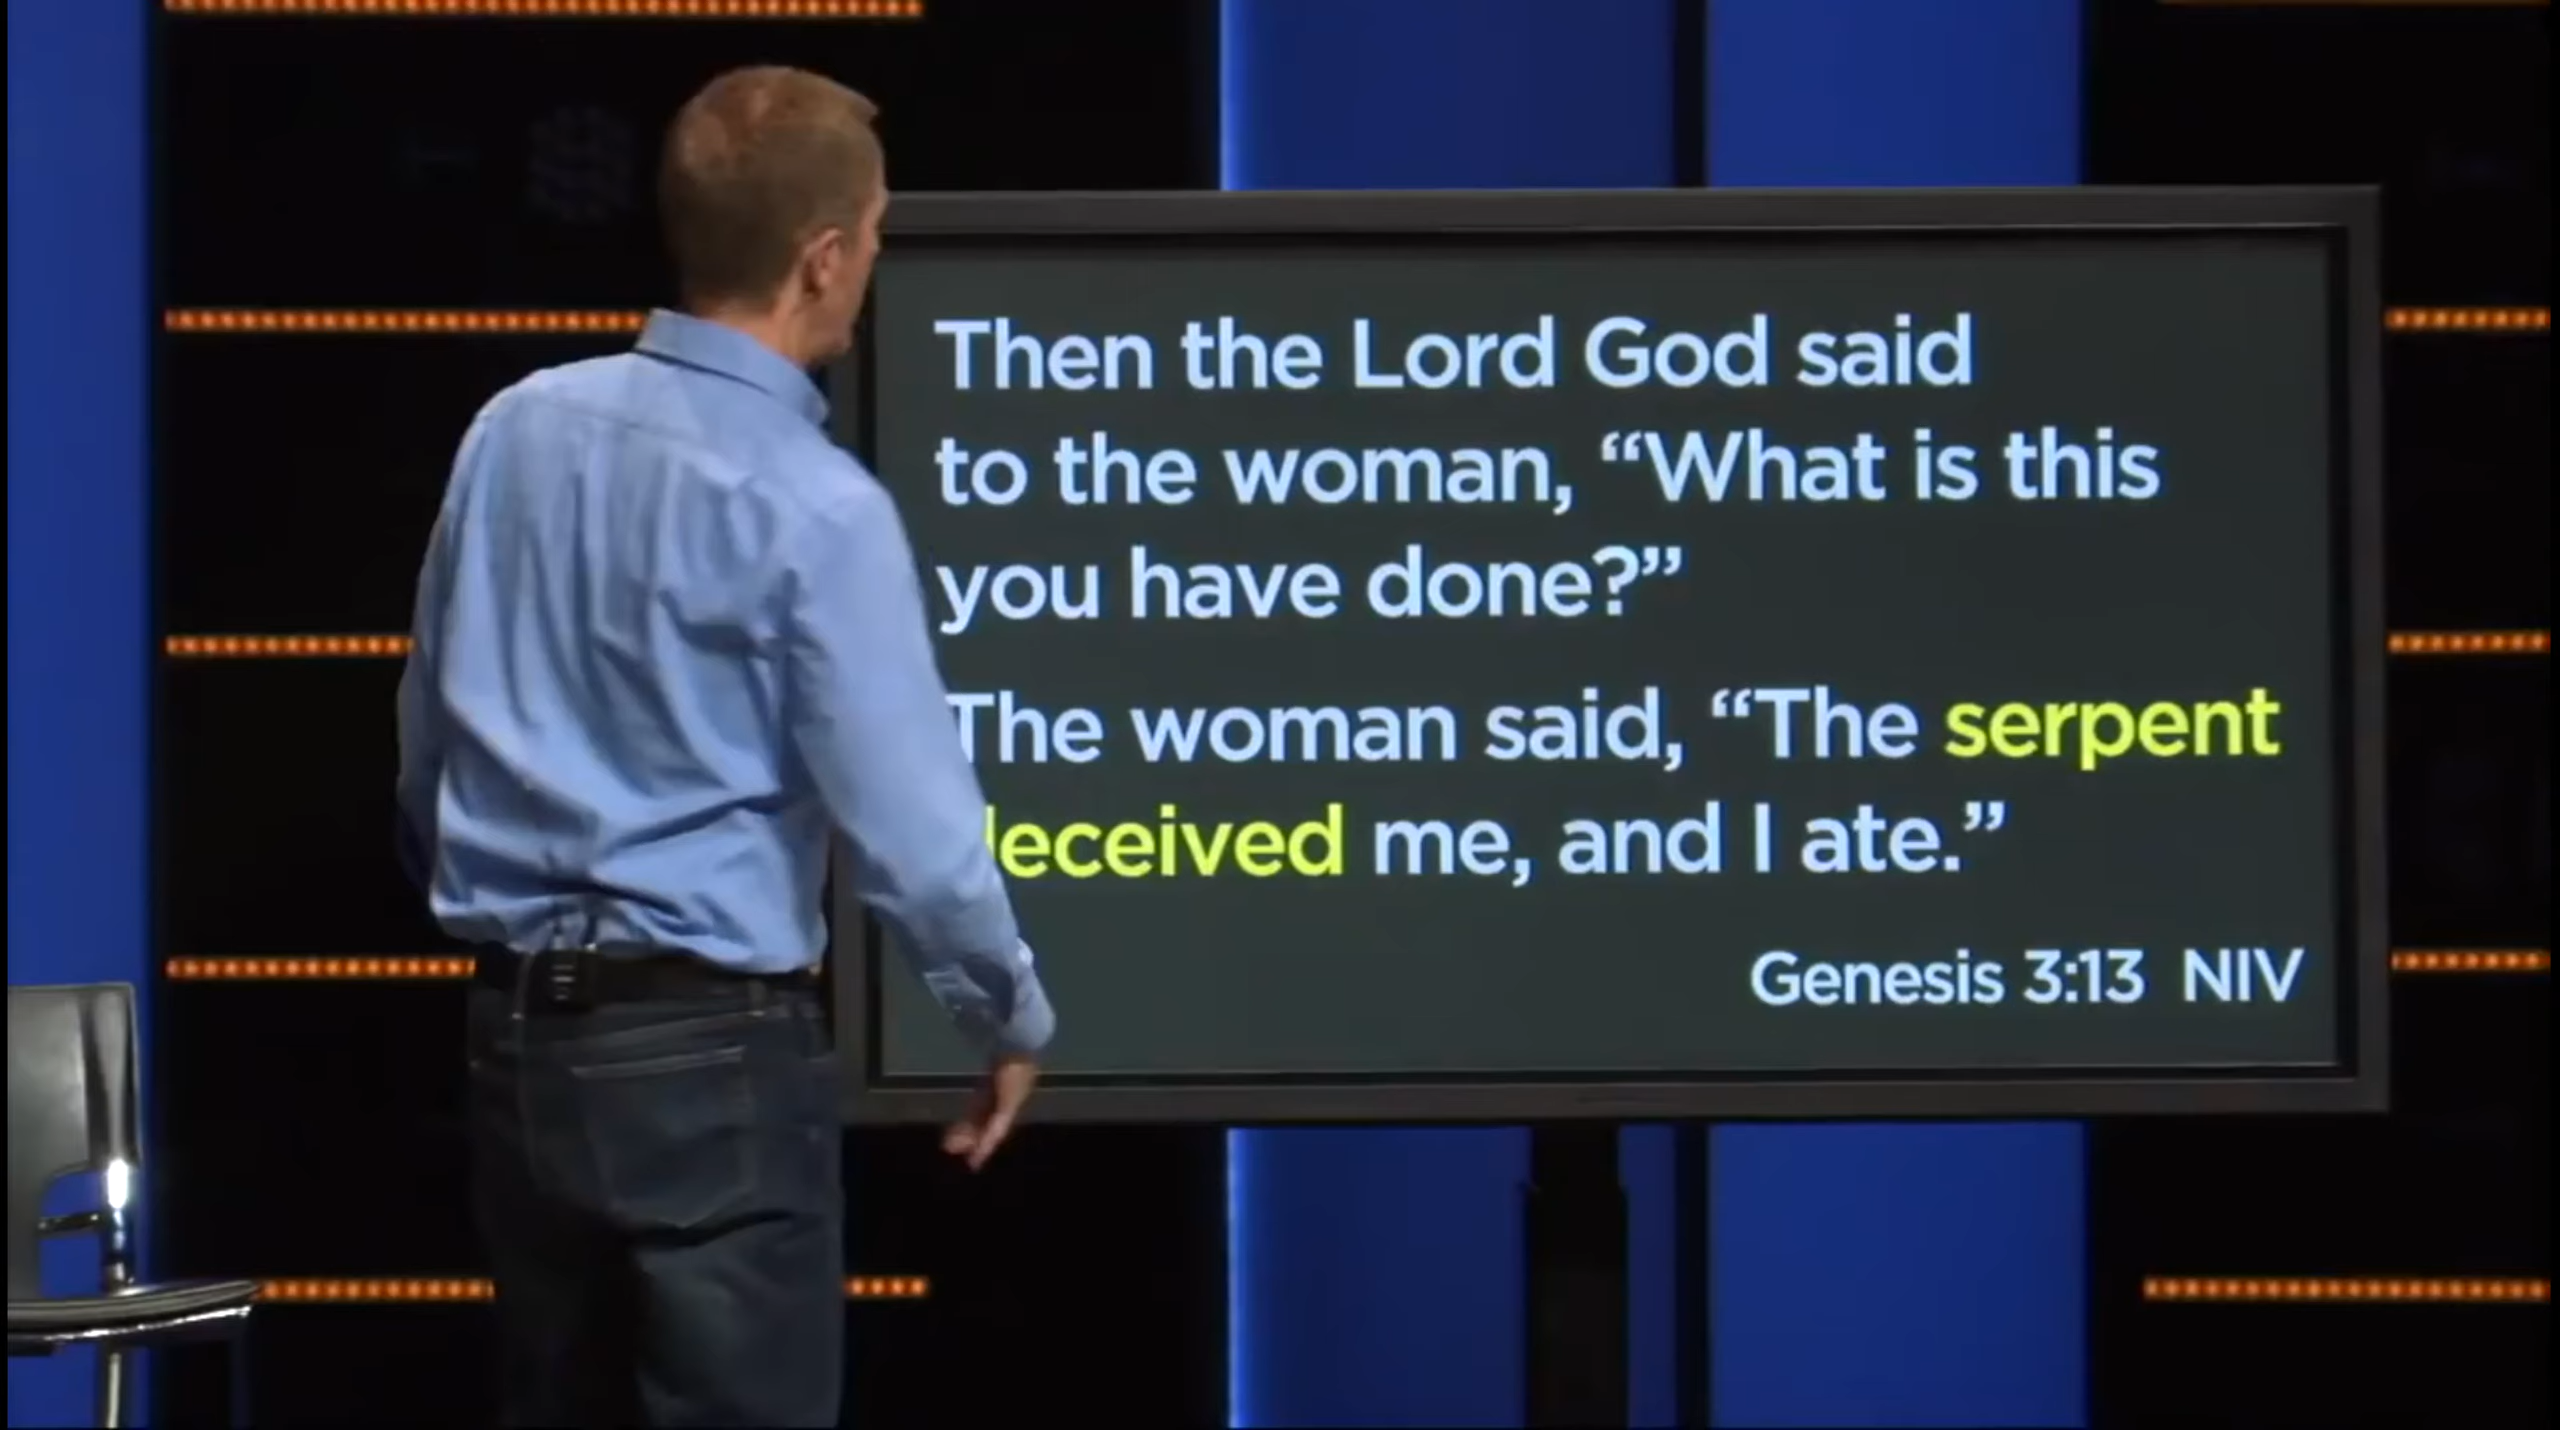 Then the Lord God said
to the woman, “What is this
you have done?”
The woman said, “The serpent
deceived me, and I ate.”
Genesis 3:13 NIV